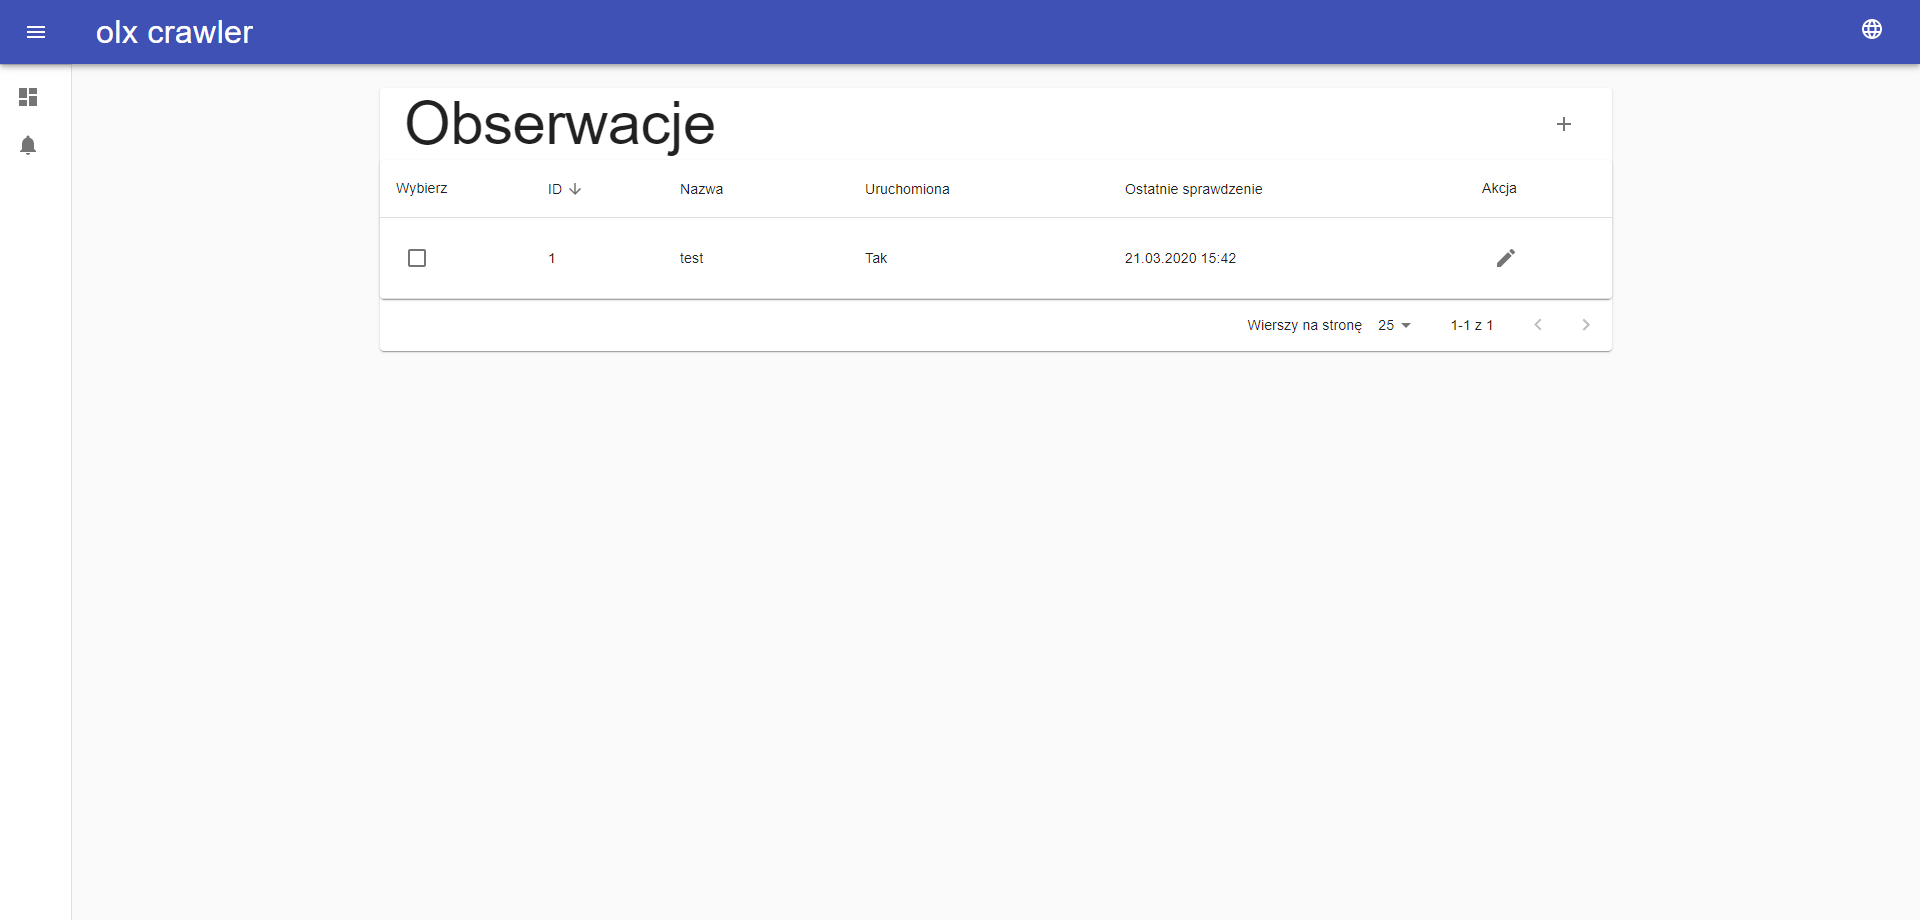 olx crawler
Obserwacje
Wybierz ID Nazwa Uruchomiona Ostatnie sprawdzenie Akcja
1 test Tak 21.03.2020 15:42
Wierszy na stronę 25 1-1 z 1